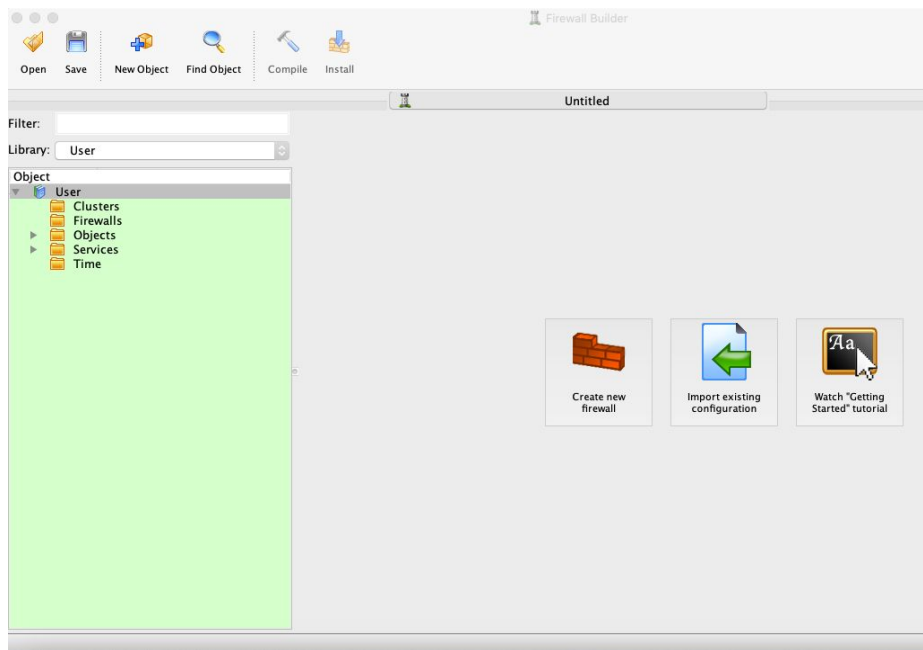 Firewall Builder
Open Save New Object Find Object Compile Install
Untitled
Filter:
Library: User
Object
User
Clusters
Firewalls
Objects
Services
Time
Aa
Create new
firewall
Import existing
configuration
Watch "Getting
Started" tutorial